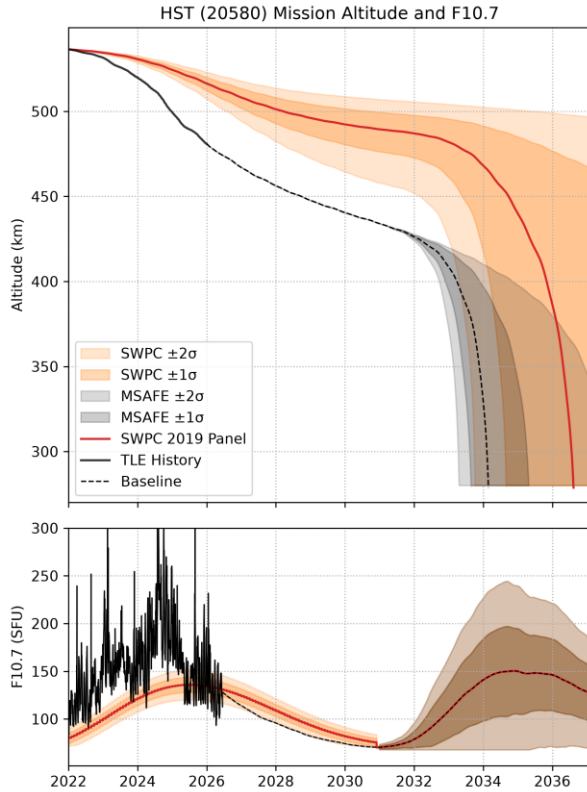 HST (20580) Mission Altitude and F10.7
500
450
400
350
300
Altitude (km)
SWPC ±2σ
SWPC ±1σ
MSAFE ±2σ
MSAFE ±1σ
SWPC 2019 Panel
TLE History
Baseline
300
250
200
150
100
F10.7 (SFU)
2022 2024 2026 2028 2030 2032 2034 2036